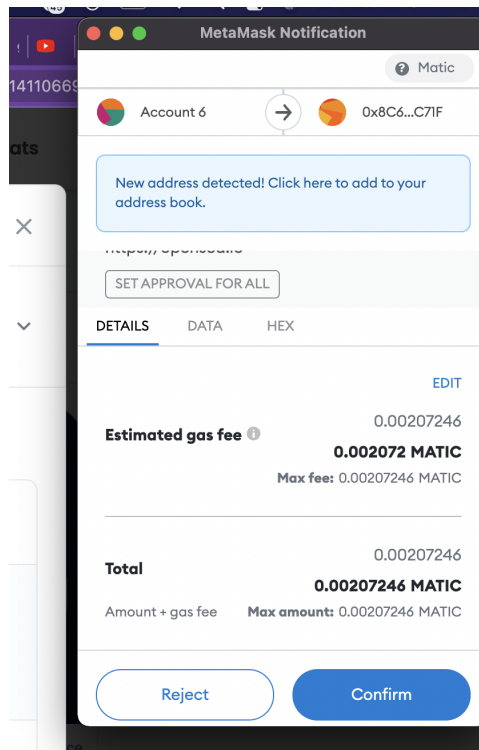 MetaMask Notification
Matic
1411069
Account 6
0x8C6...C71F
ats
New address detected! Click here to add to your
address book.
SET APPROVAL FOR ALL
DETAILS DATA HEX
EDIT
0.00207246
Estimated gas fee
0.002072 MATIC
Max fee: 0.00207246 MATIC
0.00207246
Total
0.00207246 MATIC
Amount + gas fee Max amount: 0.00207246 MATIC
Reject Confirm